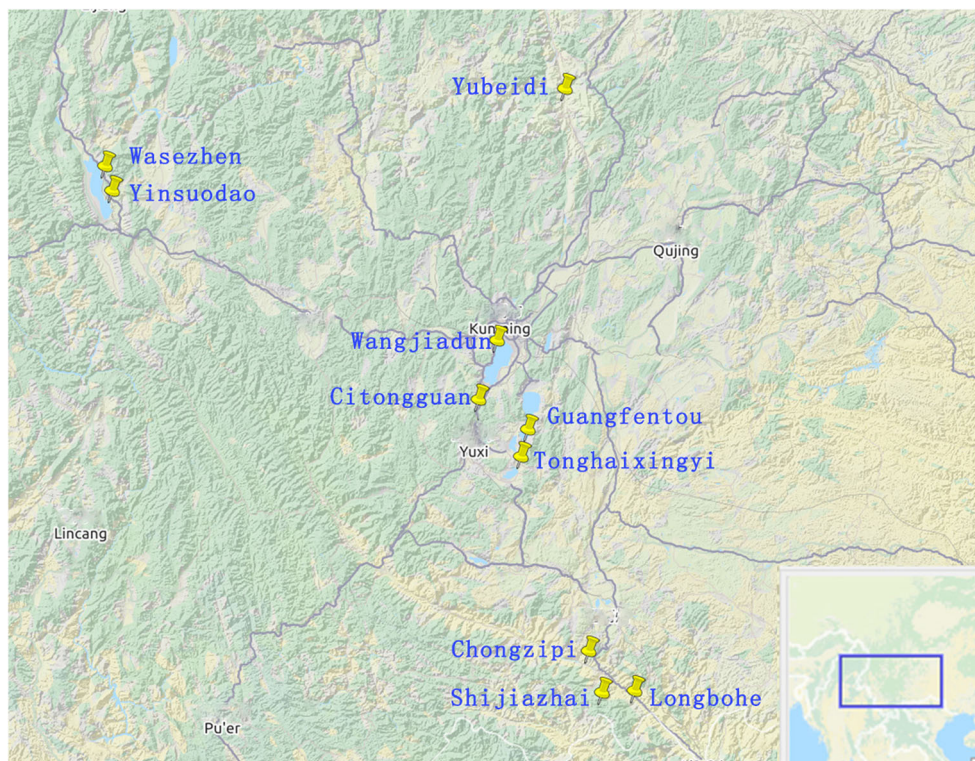 Yubeidi
Wasezhen
Yinsuodao
Qujing
Kunming
Wangjiadun
Citongguan
Guangfentou
Yuxi
Tonghaixingyi
Lincang
Chongzipi
Shijiazhai
Longbohe
Pu'er